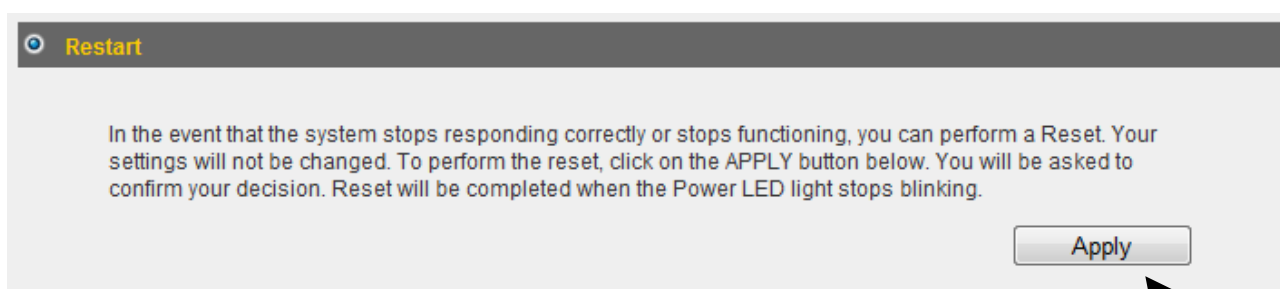 Restart
In the event that the system stops responding correctly or stops functioning, you can perform a Reset. Your
settings will not be changed. To perform the reset, click on the APPLY button below. You will be asked to
confirm your decision. Reset will be completed when the Power LED light stops blinking.
Apply